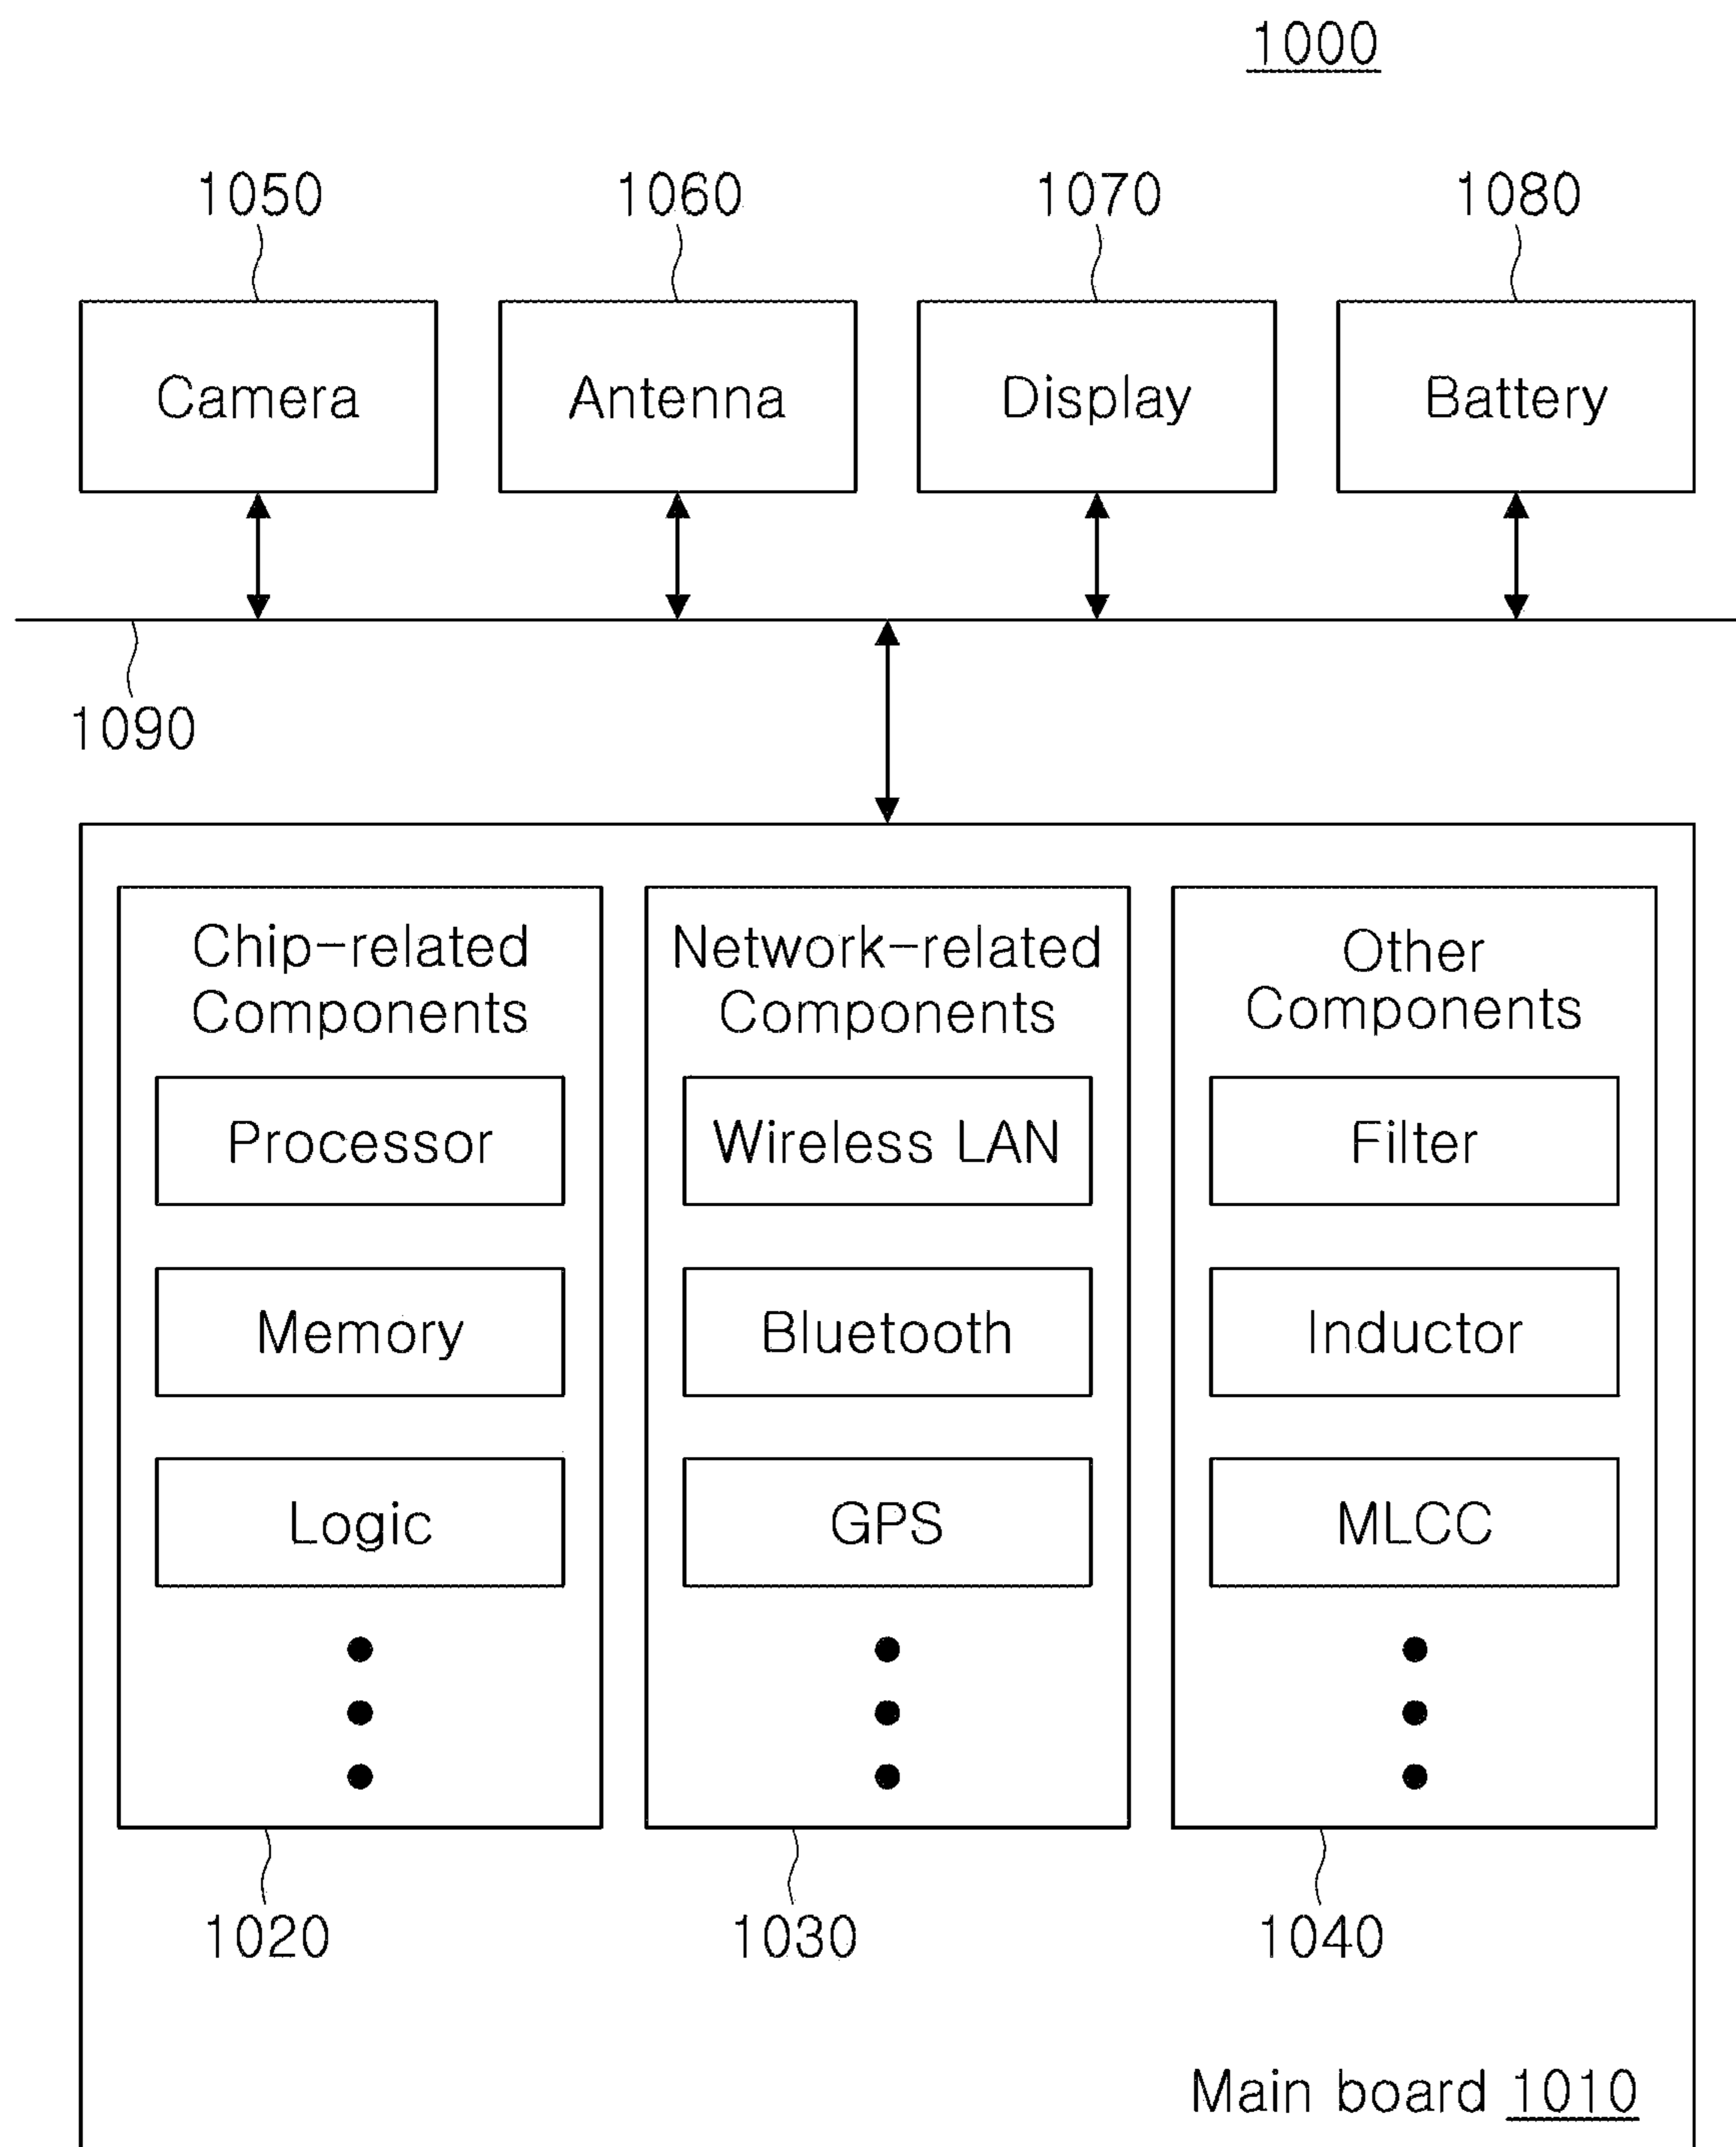 1000
1050
1060
1070
1080
Camera
Antenna
Display
Battery
1090
Chip-related
Components
Processor
Memory
Logic
1020
Network-related
Components
Wireless LAN
Bluetooth
GPS
1030
Other
Components
Filter
Inductor
MLCC
1040
Main board 1010